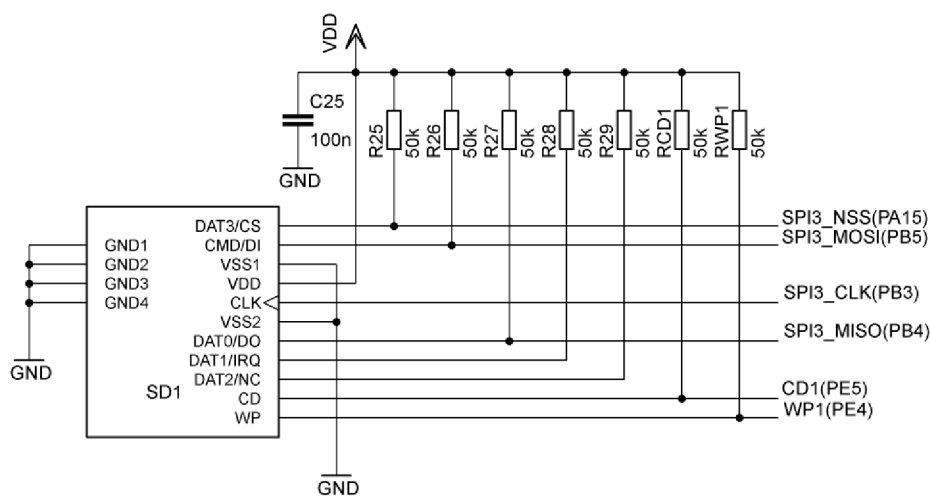 VDD
C25
100n
GND
R25
50k
R26
50k
R27
50k
R28
50k
R29
50k
RCD1
50k
RWP1
50k
DAT3/CS
SPI3_NSS(PA15)
GND1
CMD/DI
SPI3_MOSI(PB5)
GND2
VSS1
GND3
VDD
GND4
CLK
SPI3_CLK(PB3)
VSS2
DAT0/DO
SPI3_MISO(PB4)
DAT1/IRQ
GND
DAT2/NC
SD1
CD
CD1(PE5)
WP
WP1(PE4)
GND